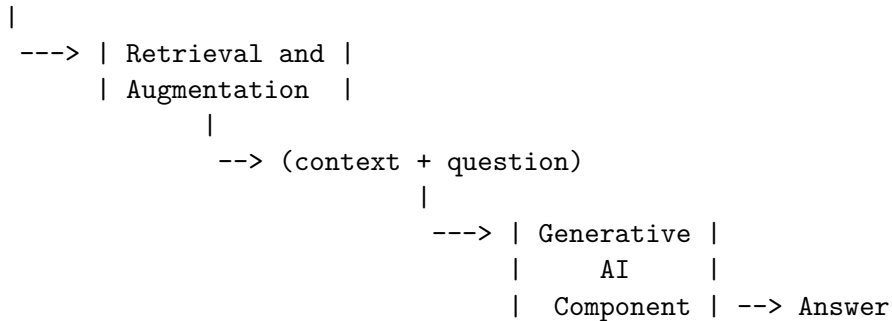 |
---> | Retrieval and |
| Augmentation |
|
--> (context + question)
|
---> | Generative |
| AI |
| Component | --> Answer